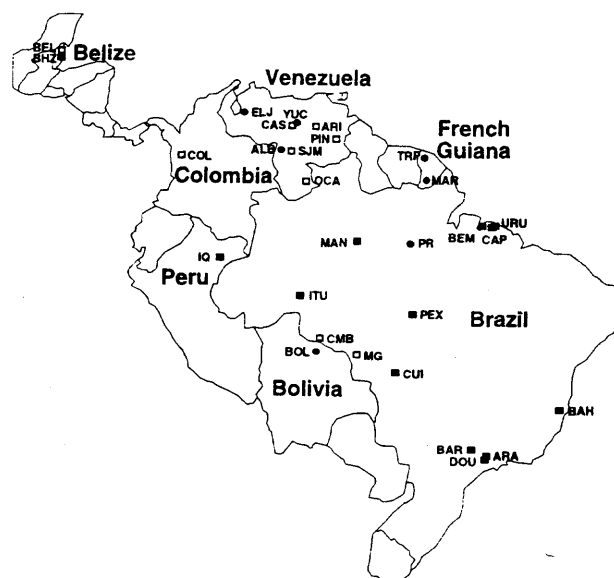 BELC
BHZ
Belize
Venezuela
ELJ
YUC
CAS
ARI
PIN
French
Guiana
ALB
SJM
TRP
COL
Colombia
OCA
MAR
URU
BEM
CAP
MAN
PR
IQ
Peru
ITU
PEX
Brazil
CMB
BOL
MG
CUI
Bolivia
BAH
BAR
ARA
DOU